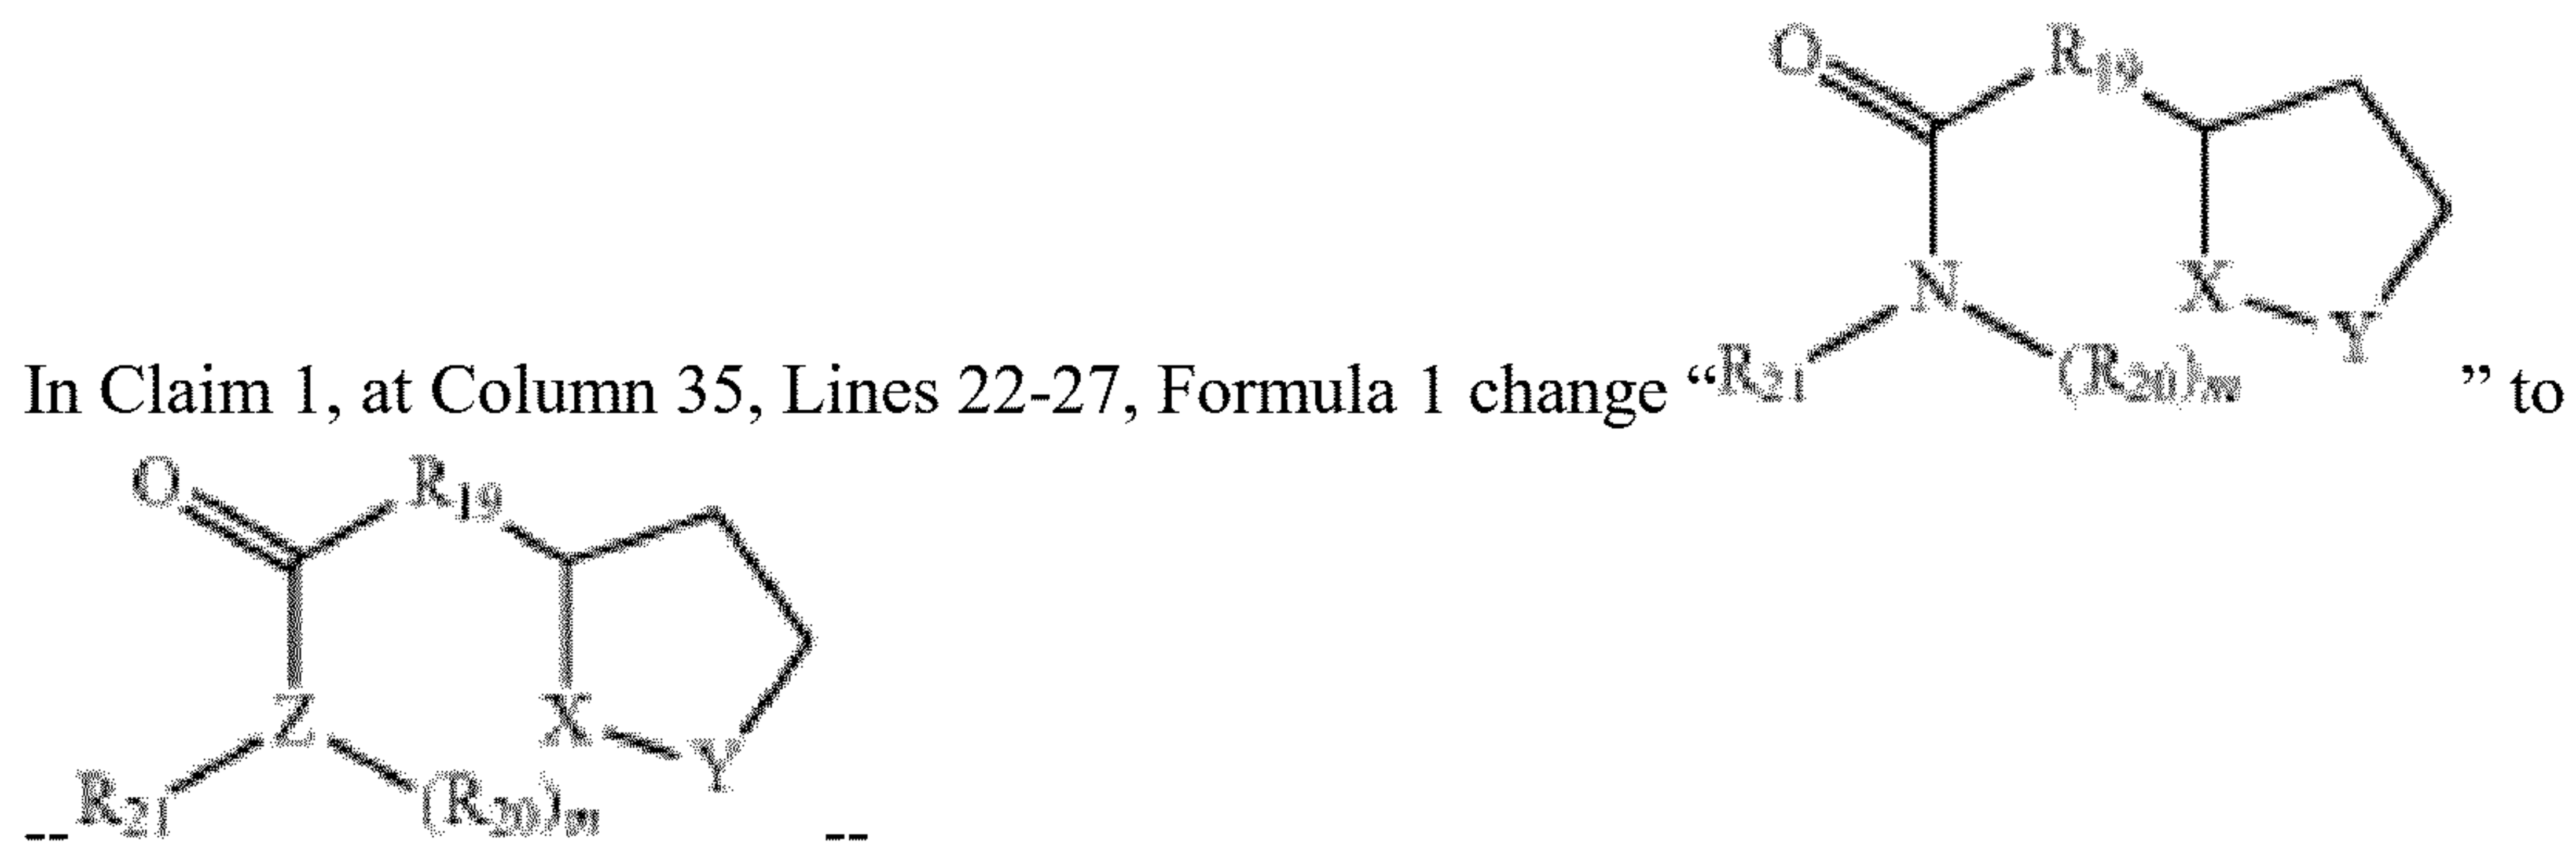 O R19
N X
Y
In Claim 1, at Column 35, Lines 22-27, Formula 1 change “R21 (R20)m ” to
O R19
Z X
Y
-- R21 (R20)m --